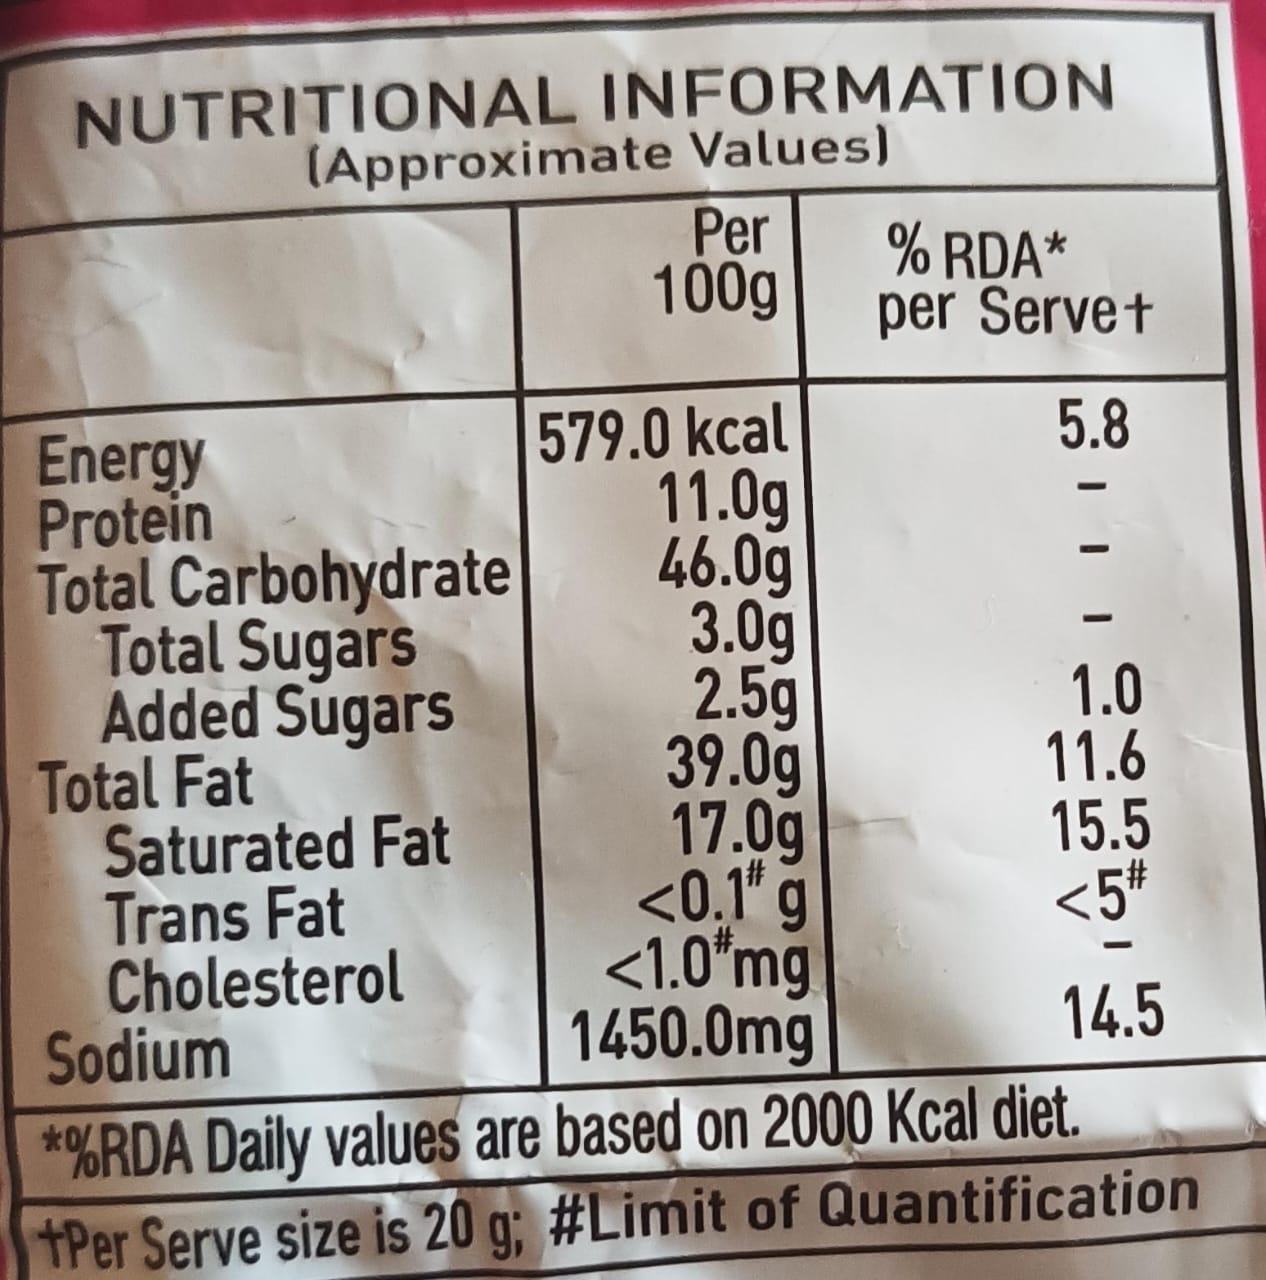 NUTRITIONAL INFORMATION
(Approximate Values)
Per 100g % RDA* per Serve†
Energy 579.0 kcal 5.8
Protein 11.0g –
Total Carbohydrate 46.0g –
Total Sugars 3.0g –
Added Sugars 2.5g 1.0
Total Fat 39.0g 11.6
Saturated Fat 17.0g 15.5
Trans Fat <0.1# g <5#
Cholesterol <1.0#mg –
Sodium 1450.0mg 14.5
*%RDA Daily values are based on 2000 Kcal diet.
†Per Serve size is 20 g; #Limit of Quantification